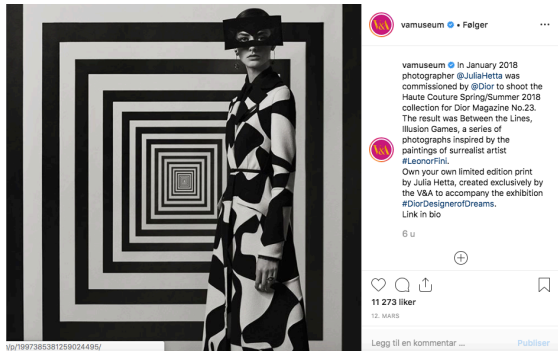 vamuseum • Følger
V&A
vamuseum In January 2018
photographer @JuliaHetta was
commissioned by @Dior to shoot the
Haute Couture Spring/Summer 2018
collection for Dior Magazine No.23.
The result was Between the Lines,
Illusion Games, a series of
photographs inspired by the
paintings of surrealist artist
#LeonorFini.
Own your own limited edition print
by Julia Hetta, created exclusively by
the V&A to accompany the exhibition
#DiorDesignerofDreams.
Link in bio
V&A
6 u
11 273 liker
12. MARS
Legg til en kommentar ... Publiser
/p/1997385381259024495/